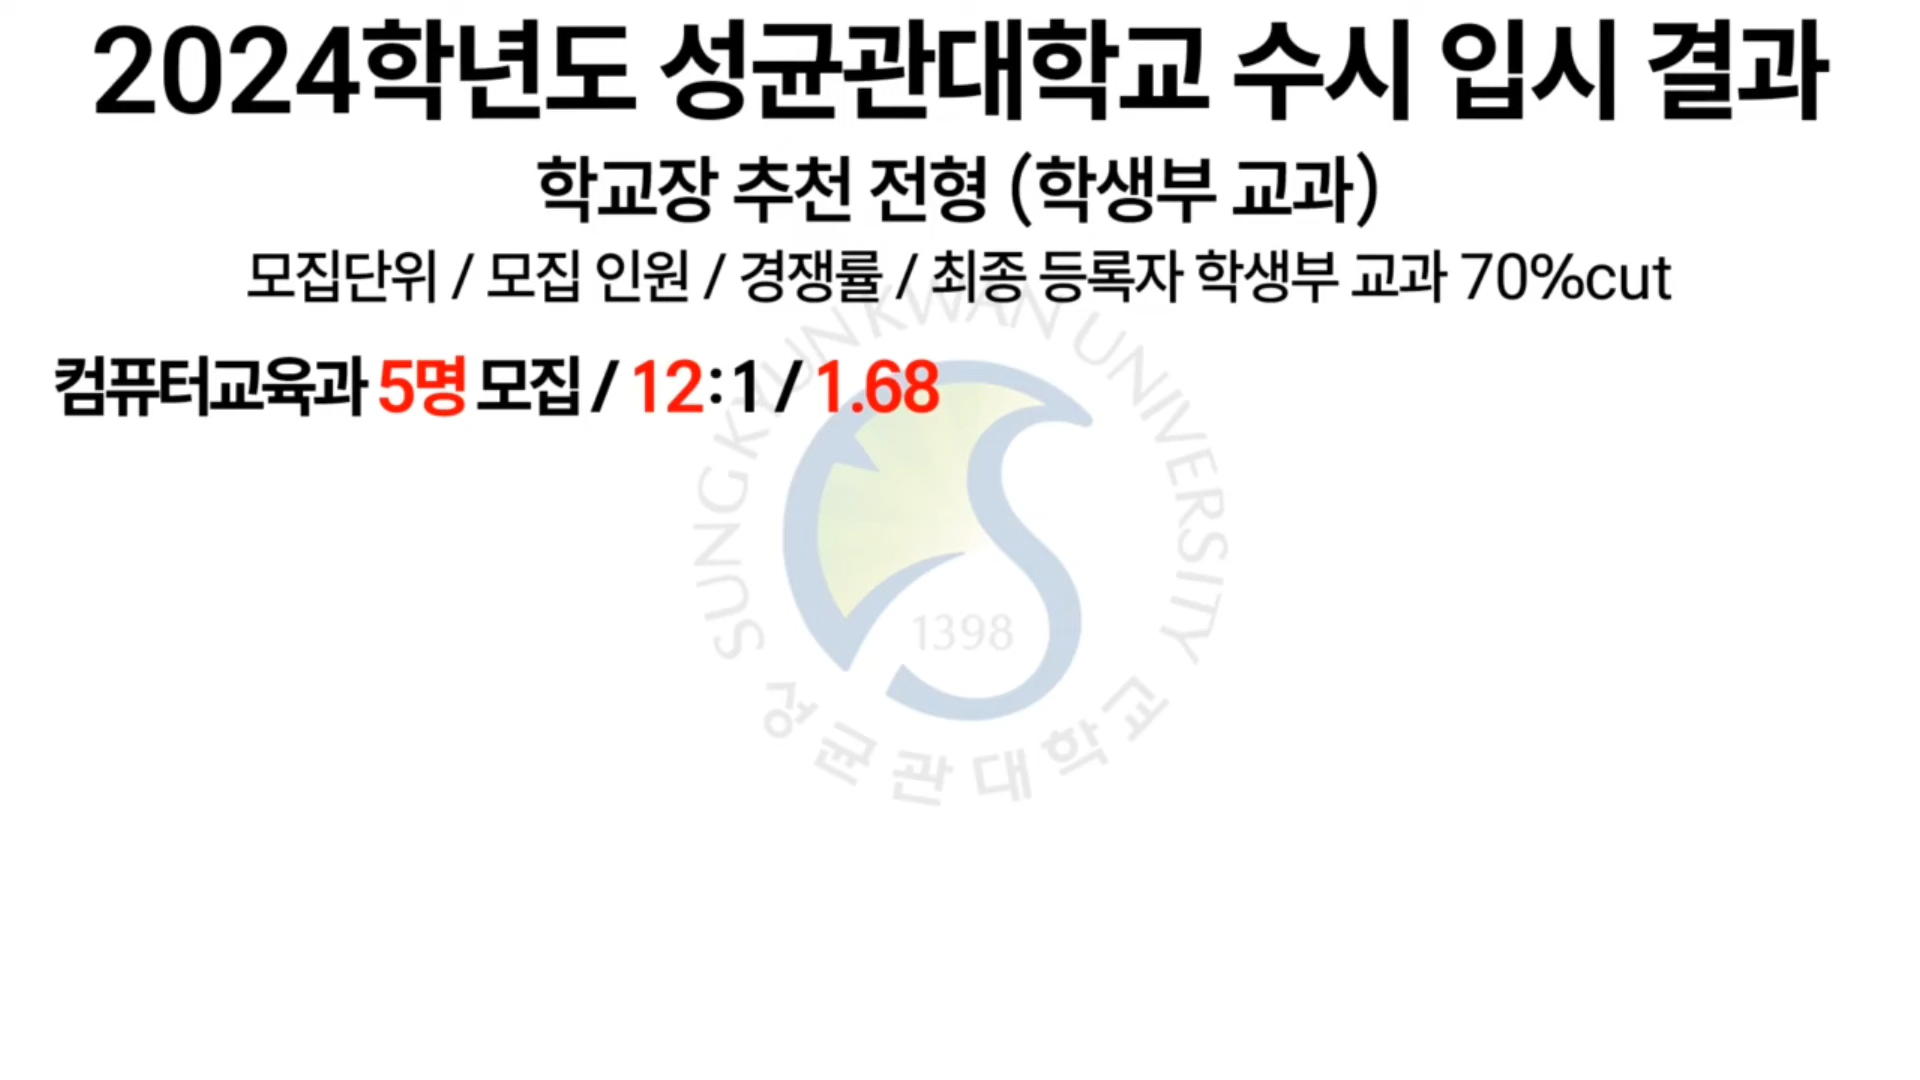 2024학년도 성균관대학교 수시 입시 결과
학교장 추천 전형 (학생부 교과)
모집단위 / 모집 인원 / 경쟁률 / 최종 등록자 학생부 교과 70%cut
컴퓨터교육과 5명 모집 / 12:1 / 1.68
SUNGKYUNKWAN UNIVERSITY
1398
성균관대학교